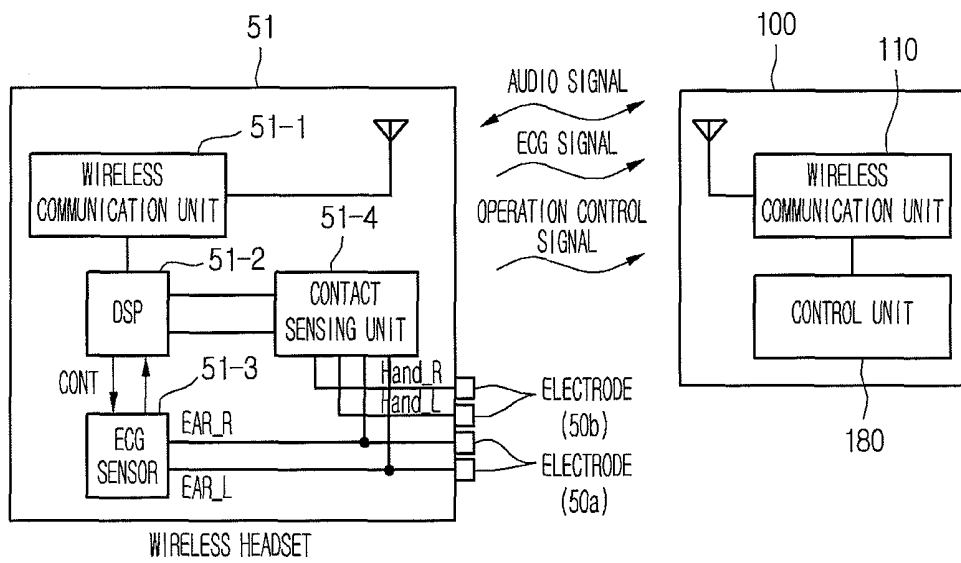 51
100
AUDIO SIGNAL
110
51-1
ECG SIGNAL
WIRELESS
COMMUNICATION UNIT
WIRELESS
COMMUNICATION UNIT
51-4
OPERATION CONTROL
SIGNAL
51-2
DSP
CONTACT
SENSING UNIT
CONTROL UNIT
CONT
51-3
Hand_R
Hand_L
ELECTRODE
(50b)
180
ECG
SENSOR
EAR_R
EAR_L
ELECTRODE
(50a)
WIRELESS HEADSET